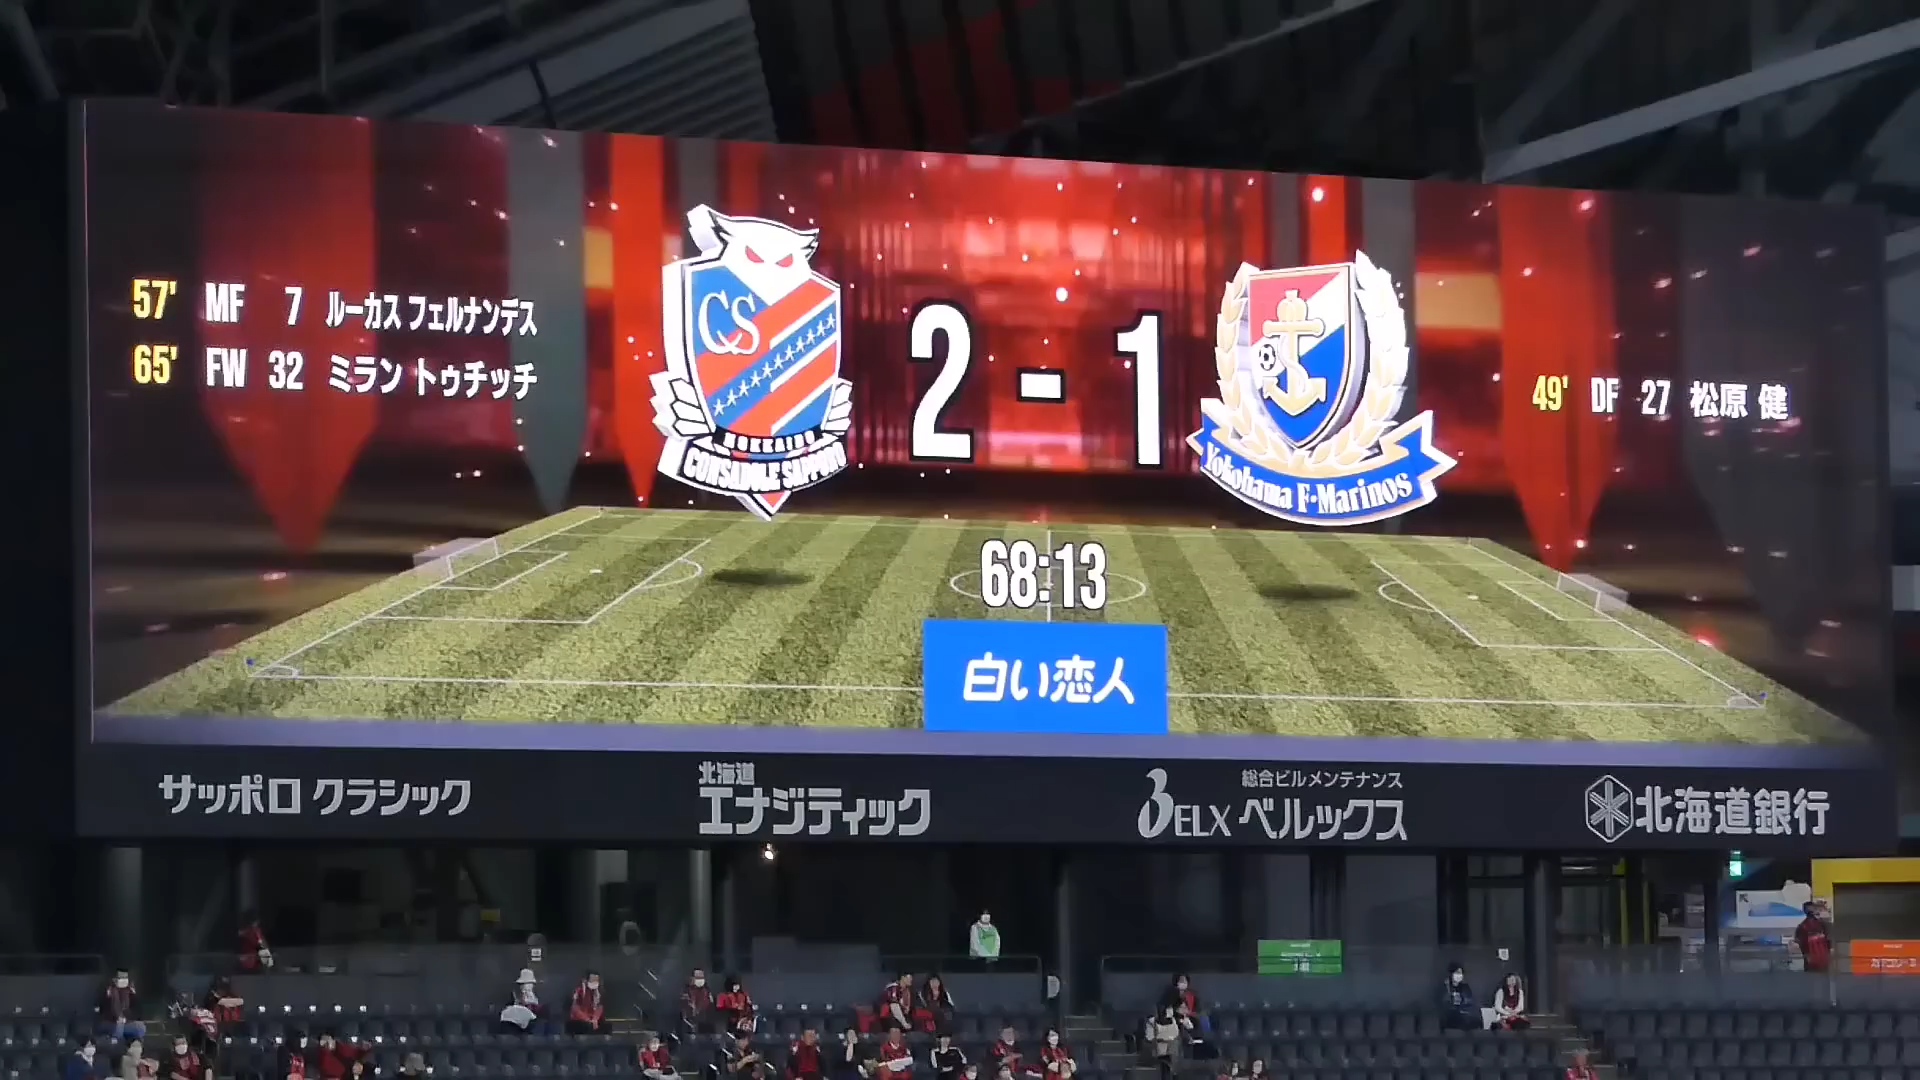 57' MF 7 ルーカス フェルナンデス
65' FW 32 ミラン トゥチッチ
CS
HOKKAIDO
CONSADOLE SAPPORO
2 - 1
Yokohama F·Marinos
49' DF 27 松原 健
68:13
白い恋人
サッポロ クラシック
北海道
エナジティック
BELX
総合ビルメンテナンス
ベルックス
北海道銀行